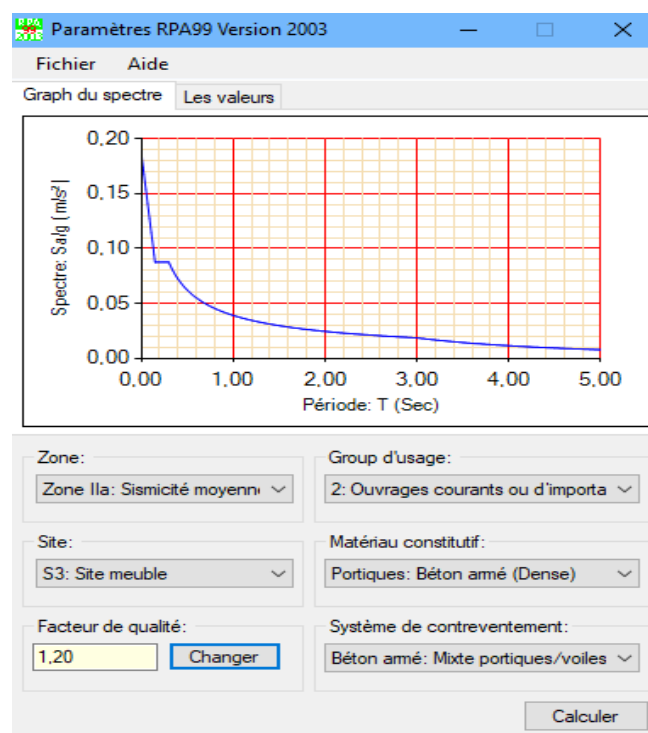 RPA 99 2003 Paramètres RPA99 Version 2003
Fichier Aide
Graph du spectre Les valeurs
0,20
0,15
0,10
0,05
0,00
Spectre: Sa/g (m/s²)
0,00 1,00 2,00 3,00 4,00 5,00
Période: T (Sec)
Zone: Group d'usage:
Zone IIa: Sismicité moyenn 2: Ouvrages courants ou d'importa
Site: Matériau constitutif:
S3: Site meuble Portiques: Béton armé (Dense)
Facteur de qualité: Système de contreventement:
1,20 Changer Béton armé: Mixte portiques/voiles
Calculer